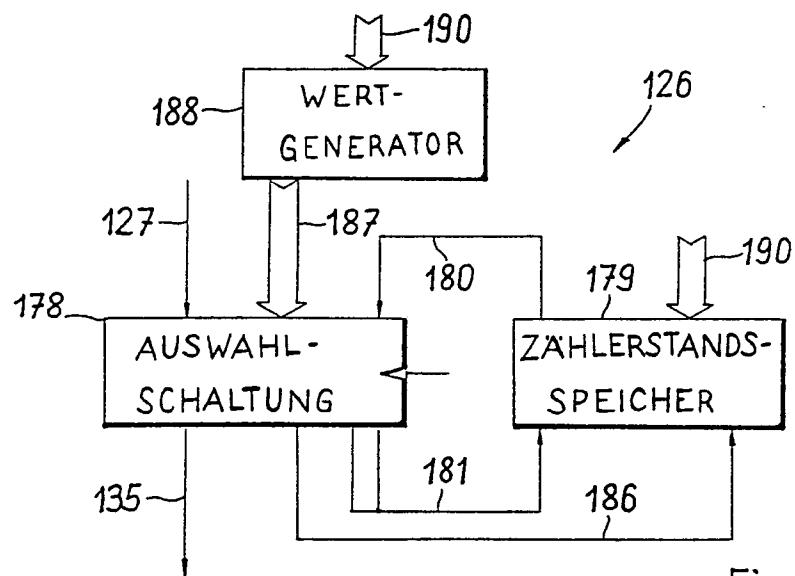 190
188
WERT-
GENERATOR
126
127
187
180
190
178
179
AUSWAHL-
SCHALTUNG
ZÄHLERSTANDS-
SPEICHER
135
181
186